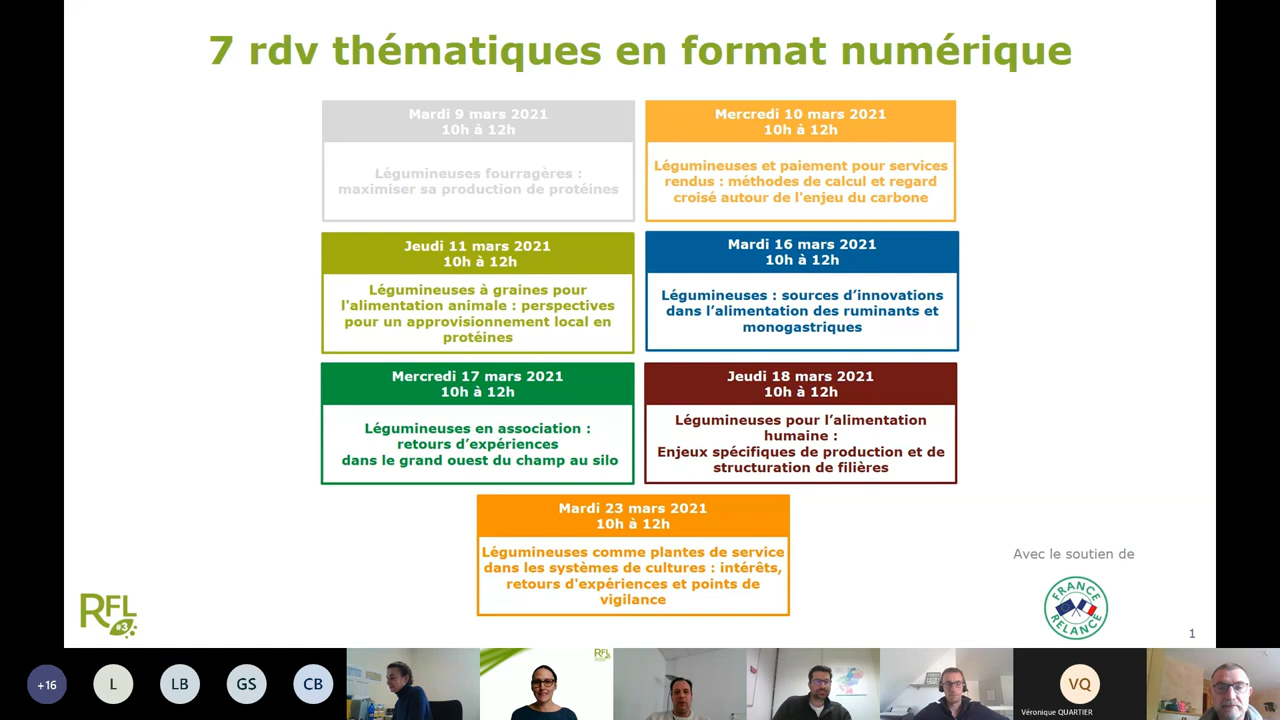 7 rdv thématiques en format numérique
Mardi 9 mars 2021
10h à 12h
Légumineuses fourragères :
maximiser sa production de protéines
Mercredi 10 mars 2021
10h à 12h
Légumineuses et paiement pour services
rendus : méthodes de calcul et regard
croisé autour de l'enjeu du carbone
Jeudi 11 mars 2021
10h à 12h
Légumineuses à graines pour
l'alimentation animale : perspectives
pour un approvisionnement local en
protéines
Mardi 16 mars 2021
10h à 12h
Légumineuses : sources d’innovations
dans l’alimentation des ruminants et
monogastriques
Mercredi 17 mars 2021
10h à 12h
Légumineuses en association :
retours d’expériences
dans le grand ouest du champ au silo
Jeudi 18 mars 2021
10h à 12h
Légumineuses pour l’alimentation
humaine :
Enjeux spécifiques de production et de
structuration de filières
Mardi 23 mars 2021
10h à 12h
Légumineuses comme plantes de service
dans les systèmes de cultures : intérêts,
retours d'expériences et points de
vigilance
Avec le soutien de
FRANCE
RELANCE
RFL
#3
1
+16
L
LB
GS
CB
RFL
VQ
Véronique QUARTIER